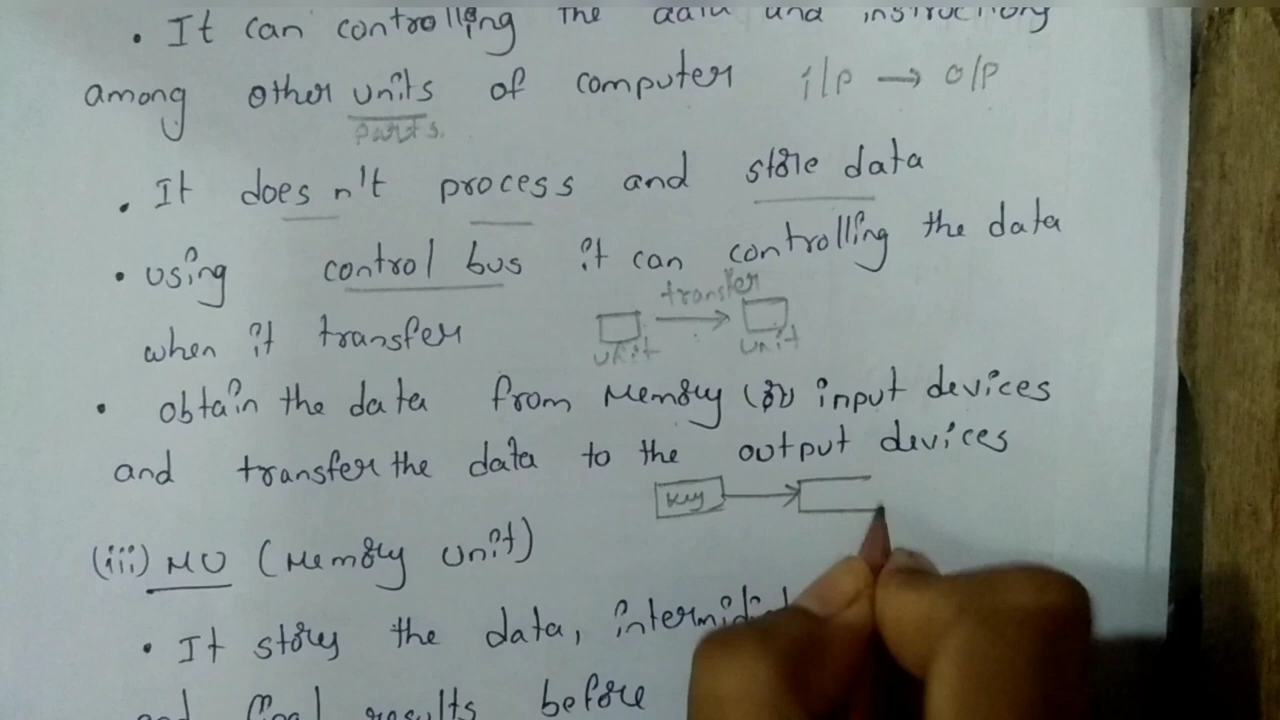 • It can controlling the data and instructions
among other units of computer i/p → o/p
parts.
• It doesn't process and store data
• using control bus it can controlling the data
transfer
when it transfer
unit unit
• obtain the data from Memory (or) input devices
and transfer the data to the output devices
key
(iii) MU (Memory Unit)
• It stores the data,
and final results before